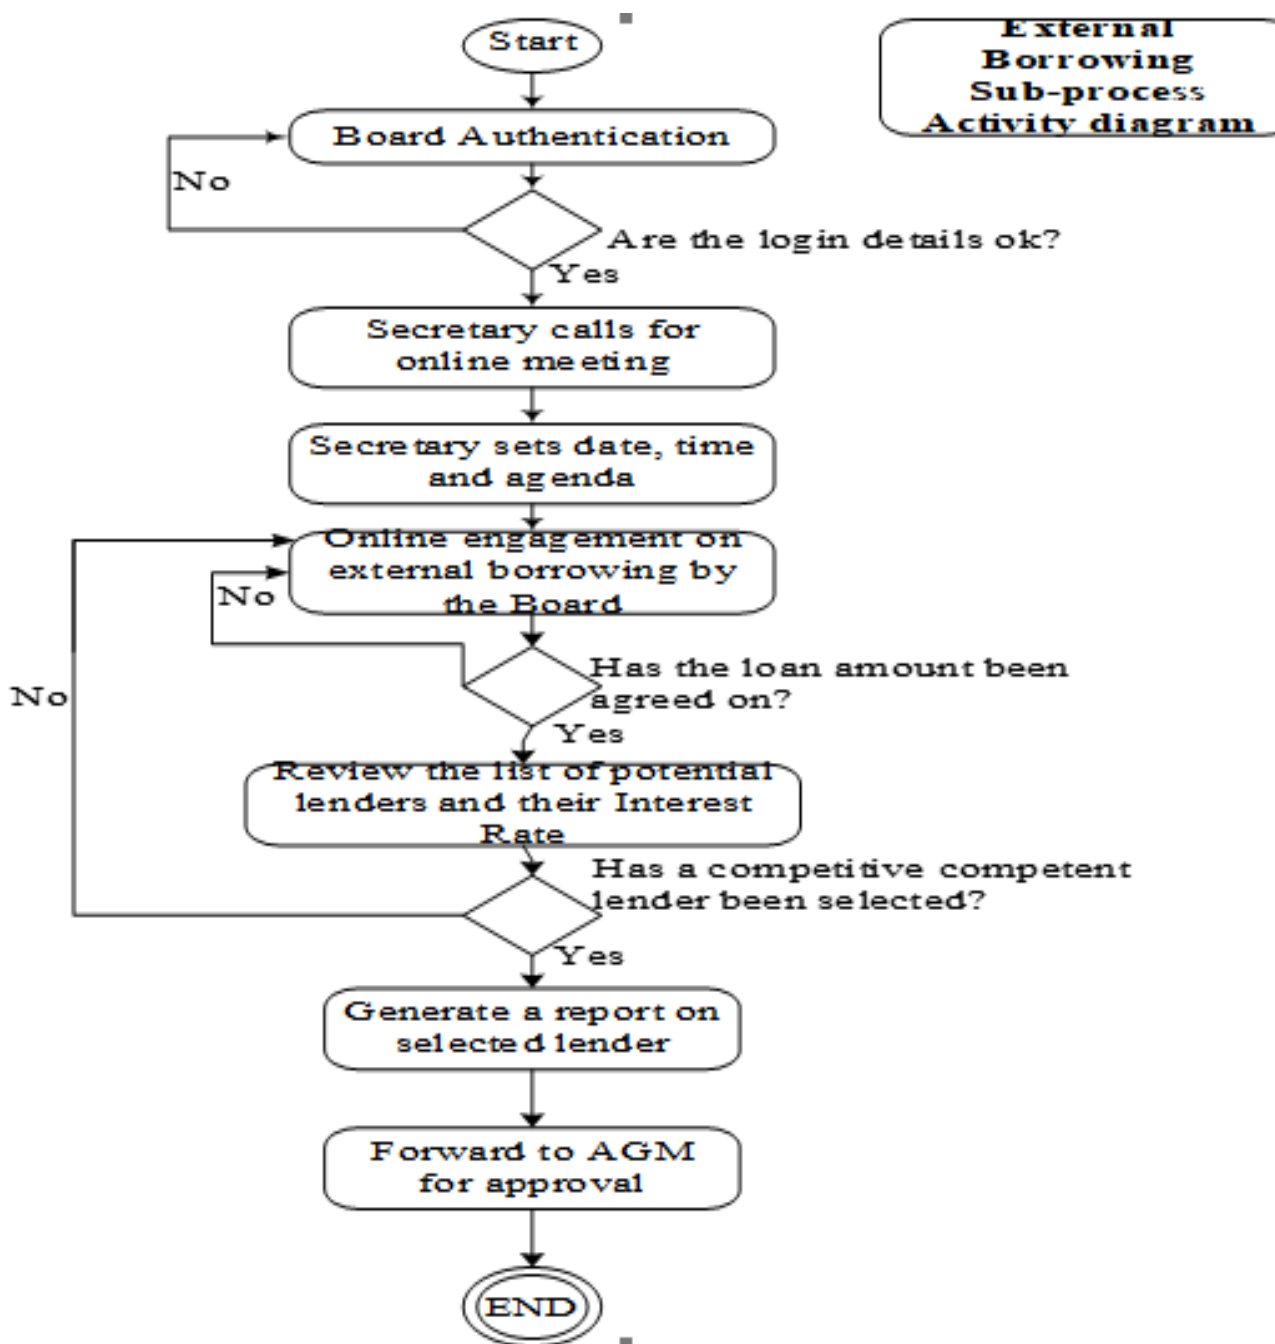 Start
External
Borrowing
Sub-process
Activity diagram
Board Authentication
No
Are the login details ok?
Yes
Secretary calls for
online meeting
Secretary sets date, time
and agenda
Online engagement on
external borrowing by
the Board
No
Has the loan amount been
agreed on?
No
Yes
Review the list of potential
lenders and their Interest
Rate
Has a competitive competent
lender been selected?
Yes
Generate a report on
selected lender
Forward to AGM
for approval
END